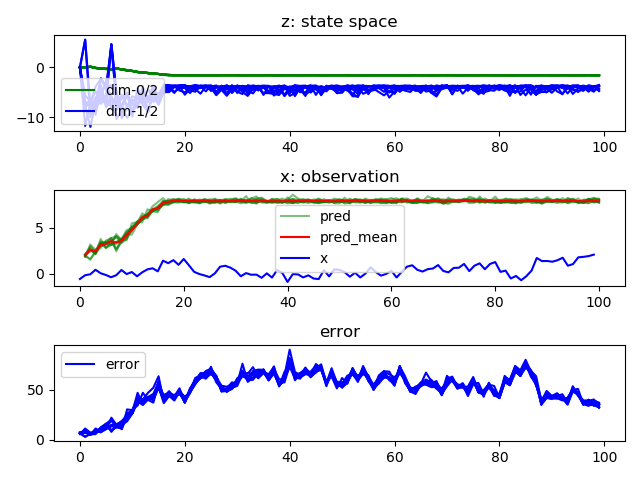 z: state space
0
−10
dim-0/2
dim-1/2
0 20 40 60 80 100
x: observation
5
0
pred
pred_mean
x
0 20 40 60 80 100
error
50
0
error
0 20 40 60 80 100